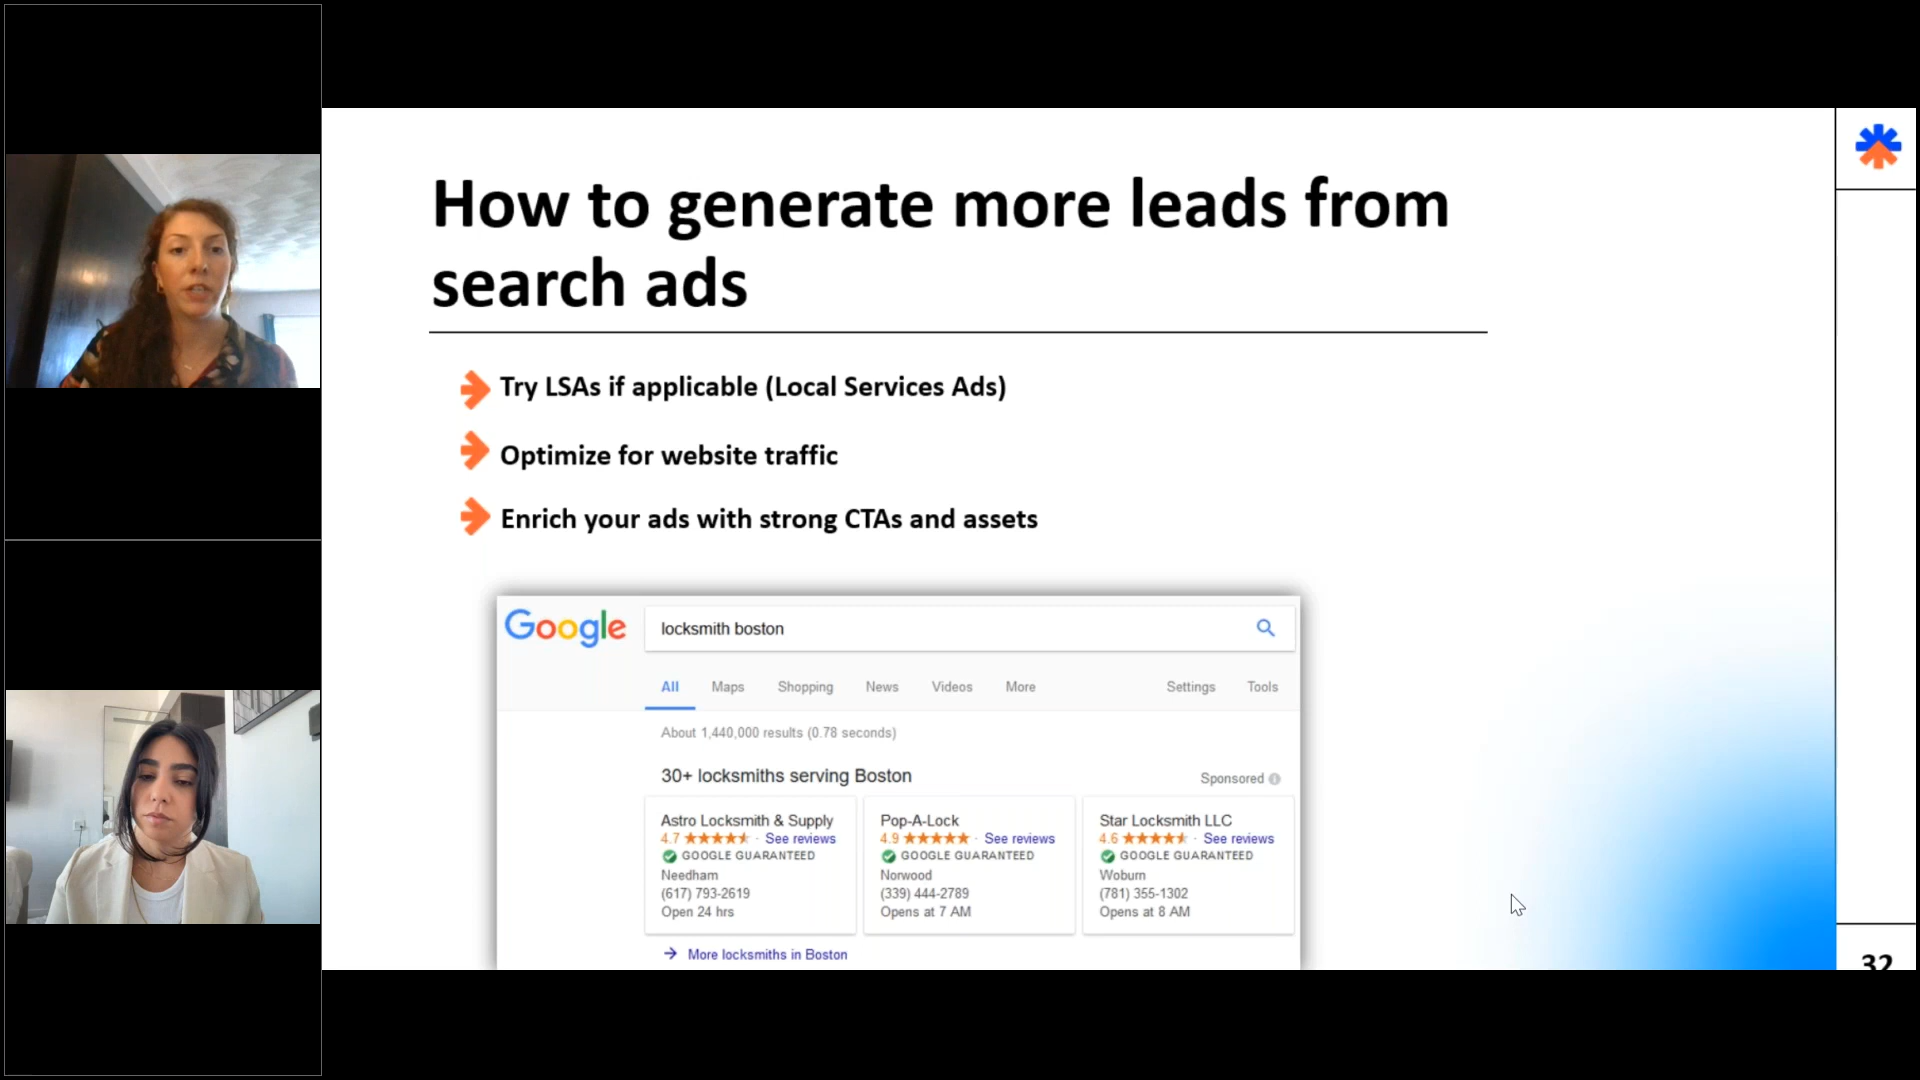 How to generate more leads from
search ads
Try LSAs if applicable (Local Services Ads)
Optimize for website traffic
Enrich your ads with strong CTAs and assets
Google
locksmith boston
All Maps Shopping News Videos More Settings Tools
About 1,440,000 results (0.78 seconds)
30+ locksmiths serving Boston
Sponsored
Astro Locksmith & Supply
4.7 · See reviews
GOOGLE GUARANTEED
Needham
(617) 793-2619
Open 24 hrs
Pop-A-Lock
4.9 · See reviews
GOOGLE GUARANTEED
Norwood
(339) 444-2789
Opens at 7 AM
Star Locksmith LLC
4.6 · See reviews
GOOGLE GUARANTEED
Woburn
(781) 355-1302
Opens at 8 AM
More locksmiths in Boston
32